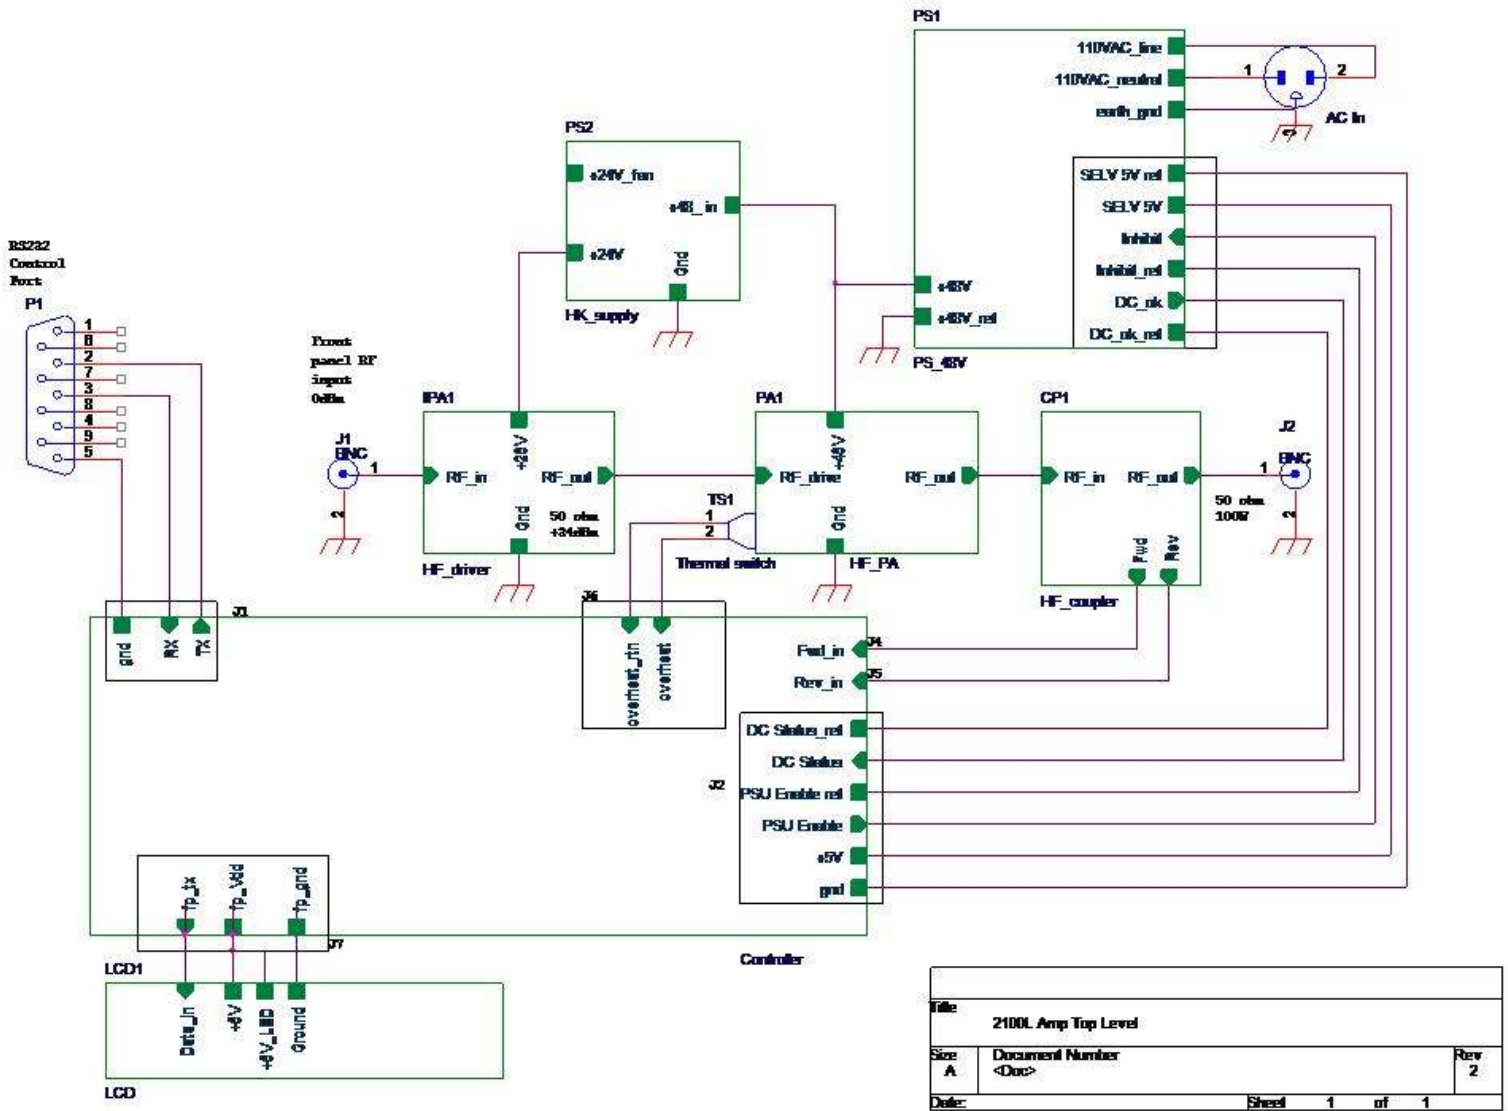 PS1
110VAC_line
110VAC_neutral
earth_gnd
1
2
AC In
PS2
+24V_fan
+48_in
+24V
Gnd
HK_supply
SELV 5V ref
SELV 5V
Inhibit
Inhibit_ref
DC_ok
DC_ok_ref
+48V
+48V_ref
PS_48V
RS232
Control
Port
P1
1
6
2
7
3
8
4
9
5
Front
panel RF
input
0dBm
J1
BNC
1
2
IPA1
+28V
RF_in
RF_out
Gnd
50 ohm
HF_driver
PA1
+48V
RF_drive
RF_out
Gnd
HF_PA
TS1
1
2
Thermal switch
CP1
RF_in
RF_out
Fwd
Rev
HF_coupler
J2
BNC
1
50 ohm
100W
2
J1
gnd
RX
TX
J6
overheat_rtn
overheat
Fwd_in
J4
Rev_in
J5
DC Status_ref
DC Status
J2
PSU Enable ref
PSU Enable
+5V
gnd
fp_tx
fp_Vdd
fp_gnd
J7
Controller
LCD1
Data_in
+5V
+5V_LED
Ground
LCD
Title
2100L Amp Top Level
Size
A
Document Number
<Doc>
Rev
2
Date:
Sheet 1 of 1